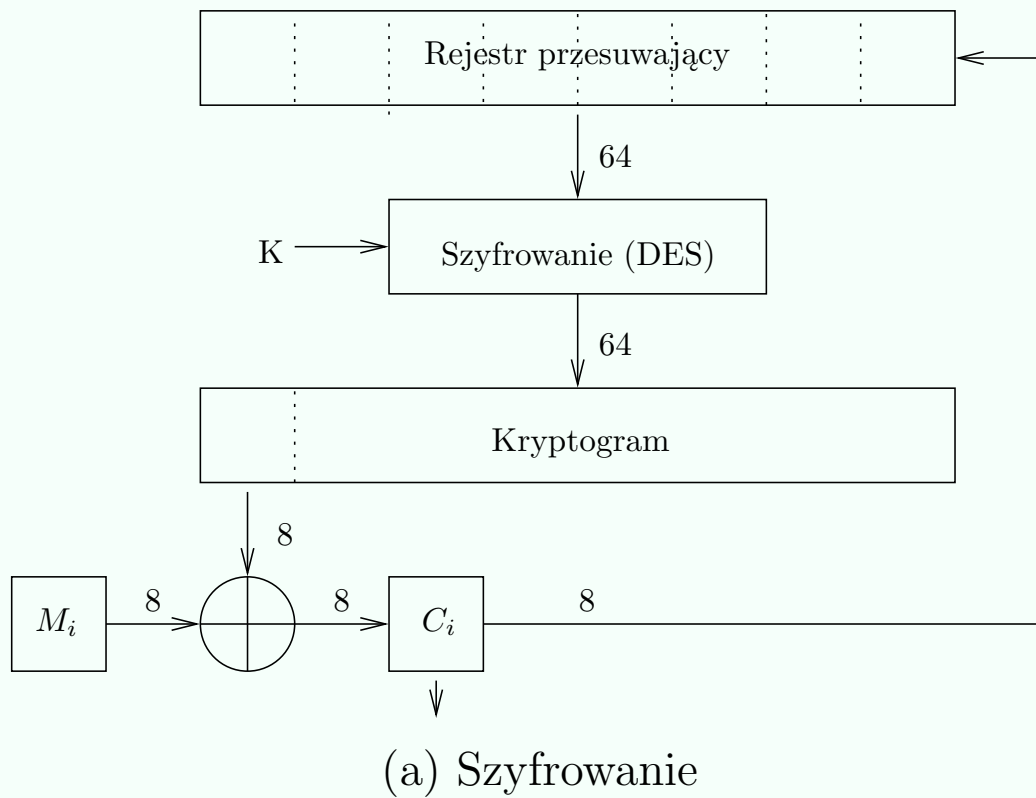 Rejestr przesuwający
64
K
Szyfrowanie (DES)
64
Kryptogram
8
M_i
8
8
C_i
8
(a) Szyfrowanie